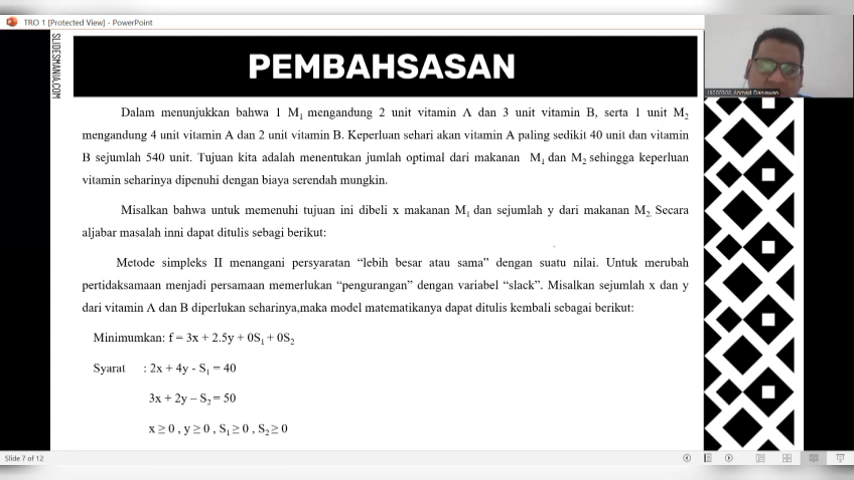 TRO 1 [Protected View] - PowerPoint
SLIDESMANIA.COM
PEMBAHSASAN
Dalam menunjukkan bahwa 1 M₁ mengandung 2 unit vitamin A dan 3 unit vitamin B, serta 1 unit M₂
mengandung 4 unit vitamin A dan 2 unit vitamin B. Keperluan sehari akan vitamin A paling sedikit 40 unit dan vitamin
B sejumlah 540 unit. Tujuan kita adalah menentukan jumlah optimal dari makanan M₁ dan M₂ sehingga keperluan
vitamin seharinya dipenuhi dengan biaya serendah mungkin.
Misalkan bahwa untuk memenuhi tujuan ini dibeli x makanan M₁ dan sejumlah y dari makanan M₂. Secara
aljabar masalah inni dapat ditulis sebagi berikut:
Metode simpleks II menangani persyaratan “lebih besar atau sama” dengan suatu nilai. Untuk merubah
pertidaksamaan menjadi persamaan memerlukan “pengurangan” dengan variabel “slack”. Misalkan sejumlah x dan y
dari vitamin A dan B diperlukan seharinya,maka model matematikanya dapat ditulis kembali sebagai berikut:
Minimumkan: f = 3x + 2.5y + 0S₁ + 0S₂
Syarat : 2x + 4y - S₁ = 40
3x + 2y – S₂ = 50
x ≥ 0 , y ≥ 0 , S₁ ≥ 0 , S₂ ≥ 0
Slide 7 of 12